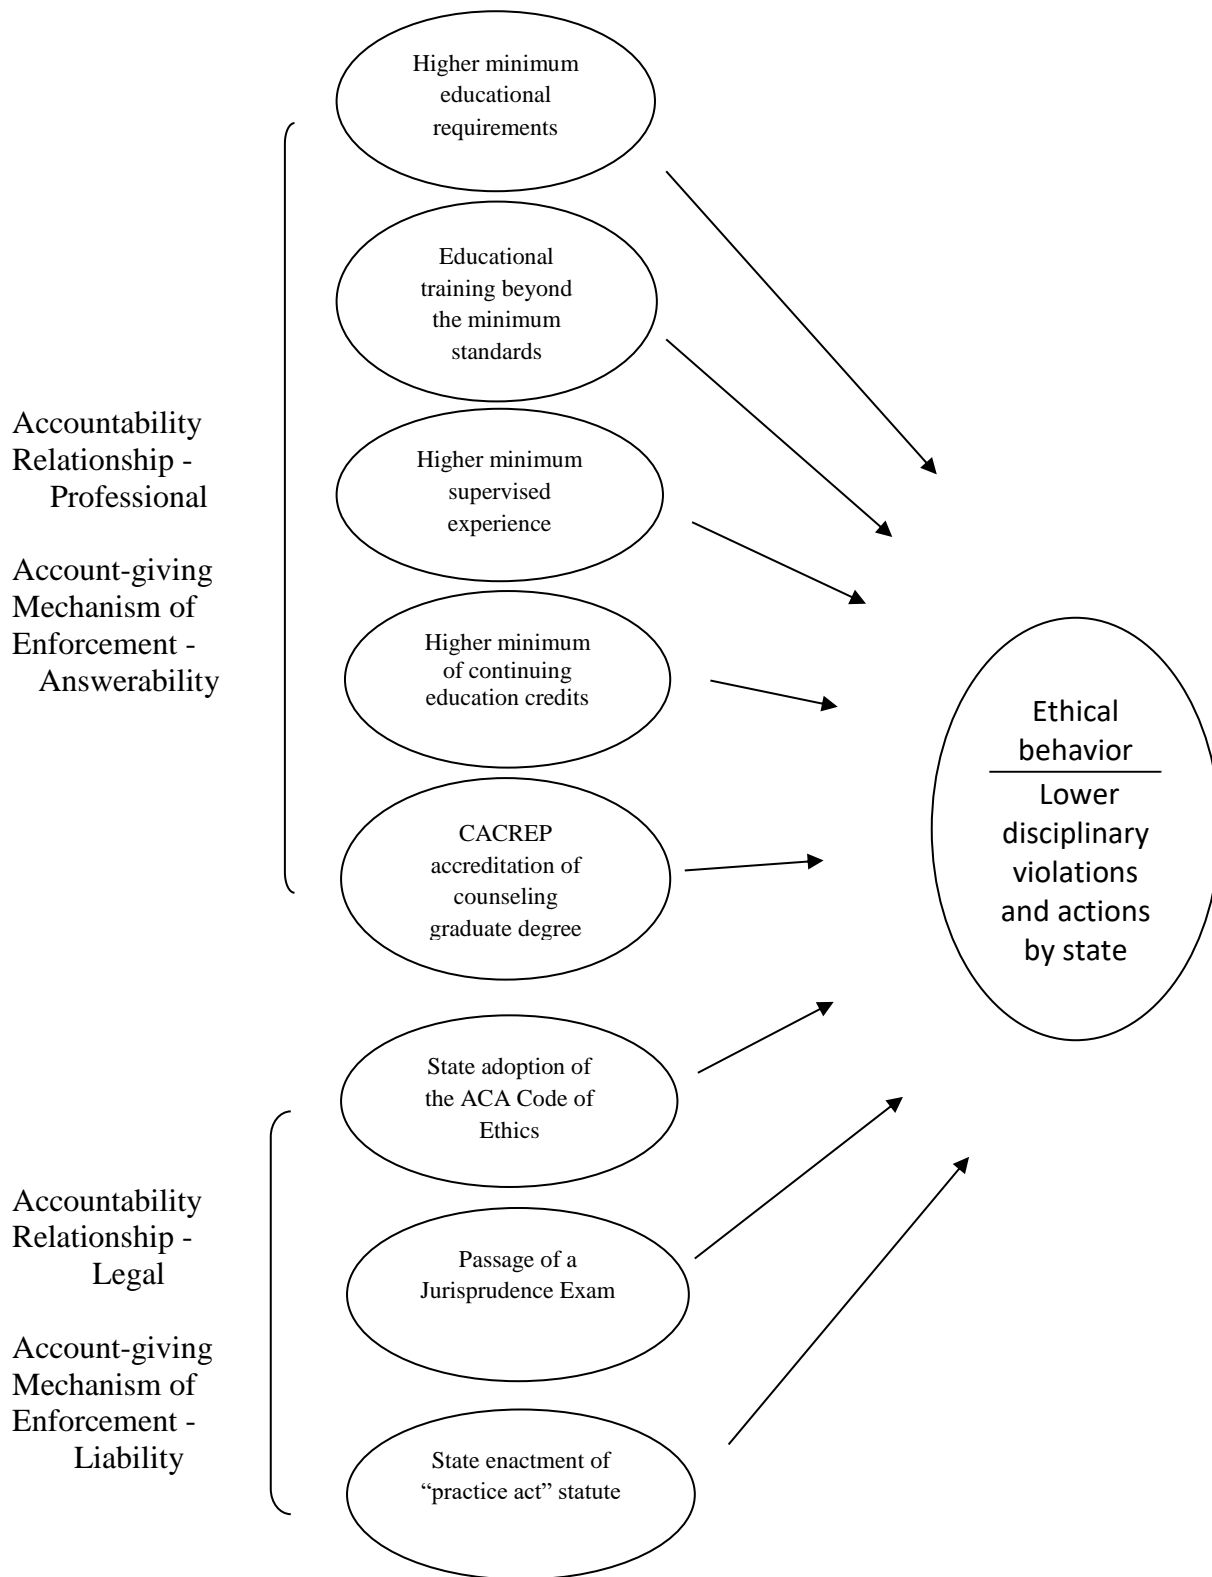 Higher minimum
educational
requirements
Educational
training beyond
the minimum
standards
Accountability
Relationship -
Professional
Account-giving
Mechanism of
Enforcement -
Answerability
Higher minimum
supervised
experience
Higher minimum
of continuing
education credits
CACREP
accreditation of
counseling
graduate degree
Ethical
behavior
Lower
disciplinary
violations
and actions
by state
State adoption of
the ACA Code of
Ethics
Accountability
Relationship -
Legal
Account-giving
Mechanism of
Enforcement -
Liability
Passage of a
Jurisprudence Exam
State enactment of
“practice act” statute